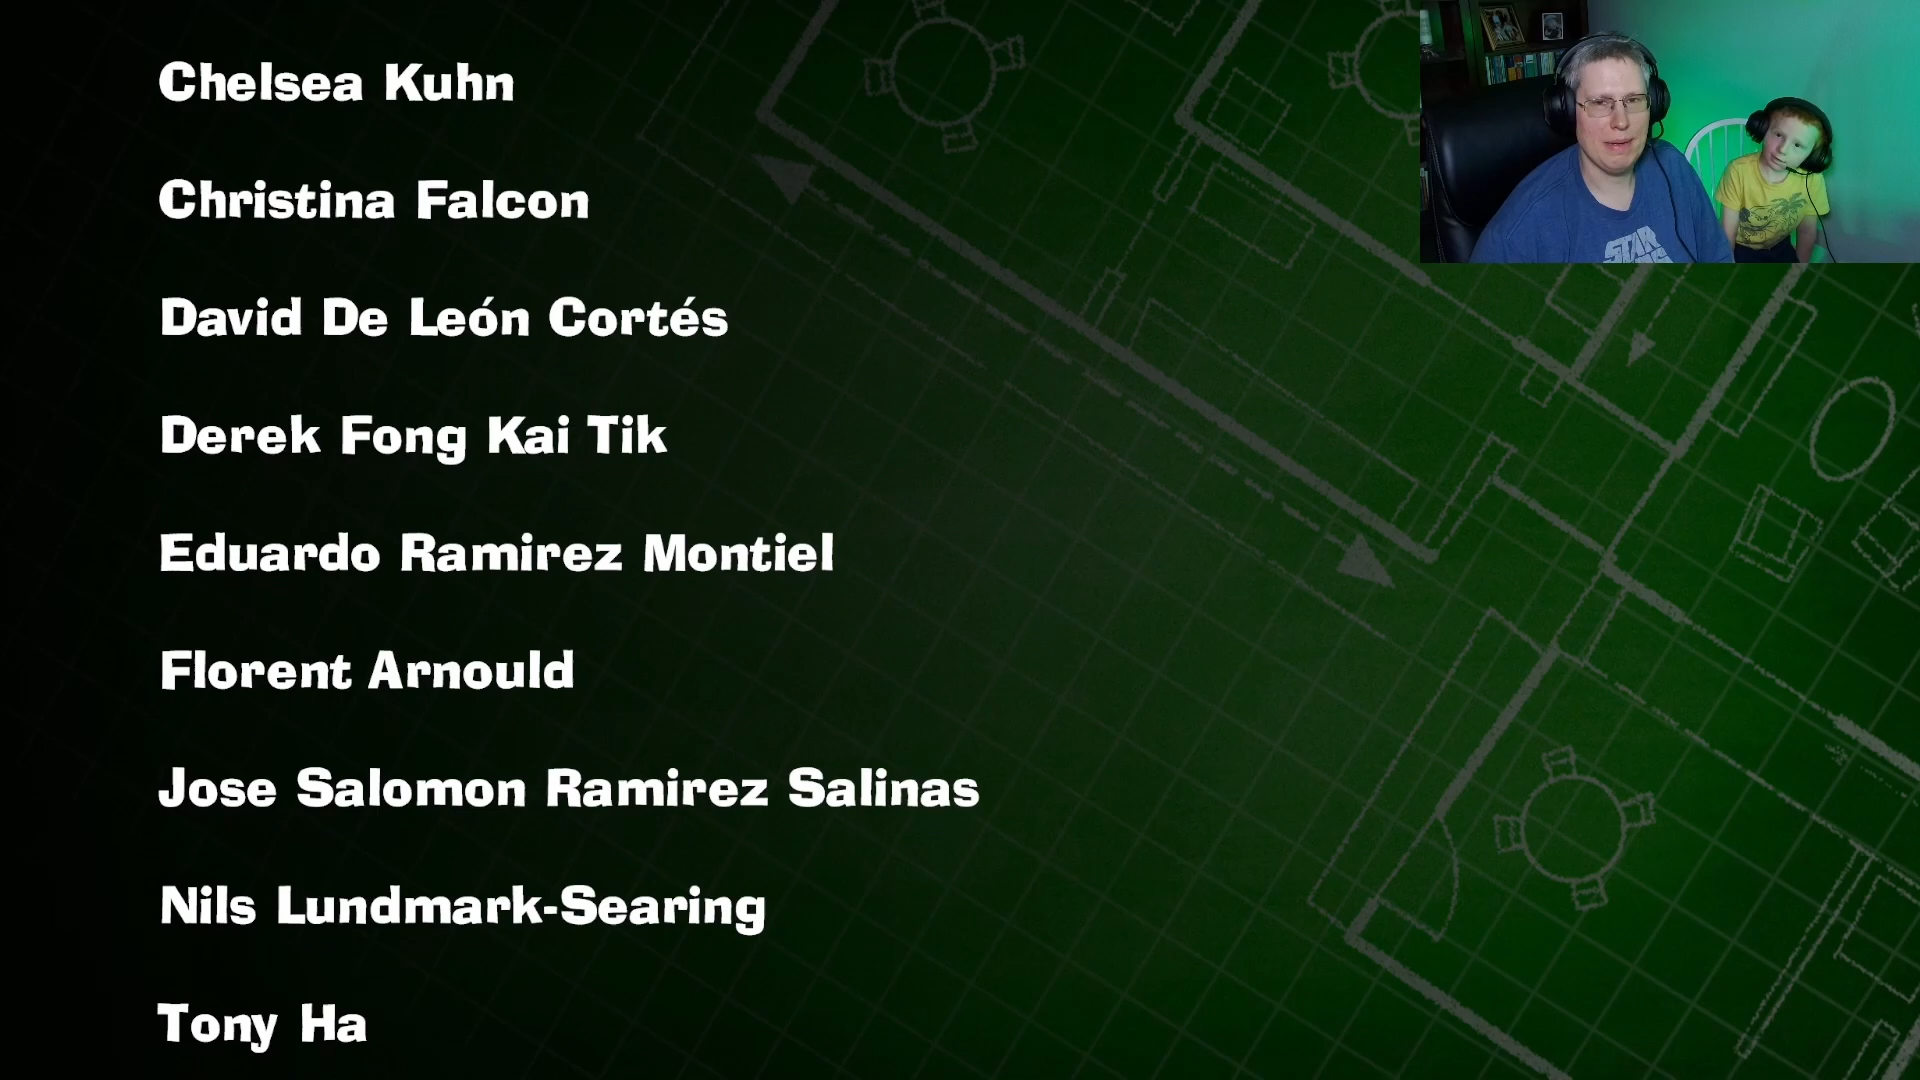 Chelsea Kuhn
Christina Falcon
David De León Cortés
Derek Fong Kai Tik
Eduardo Ramirez Montiel
Florent Arnould
Jose Salomon Ramirez Salinas
Nils Lundmark-Searing
Tony Ha
STAR